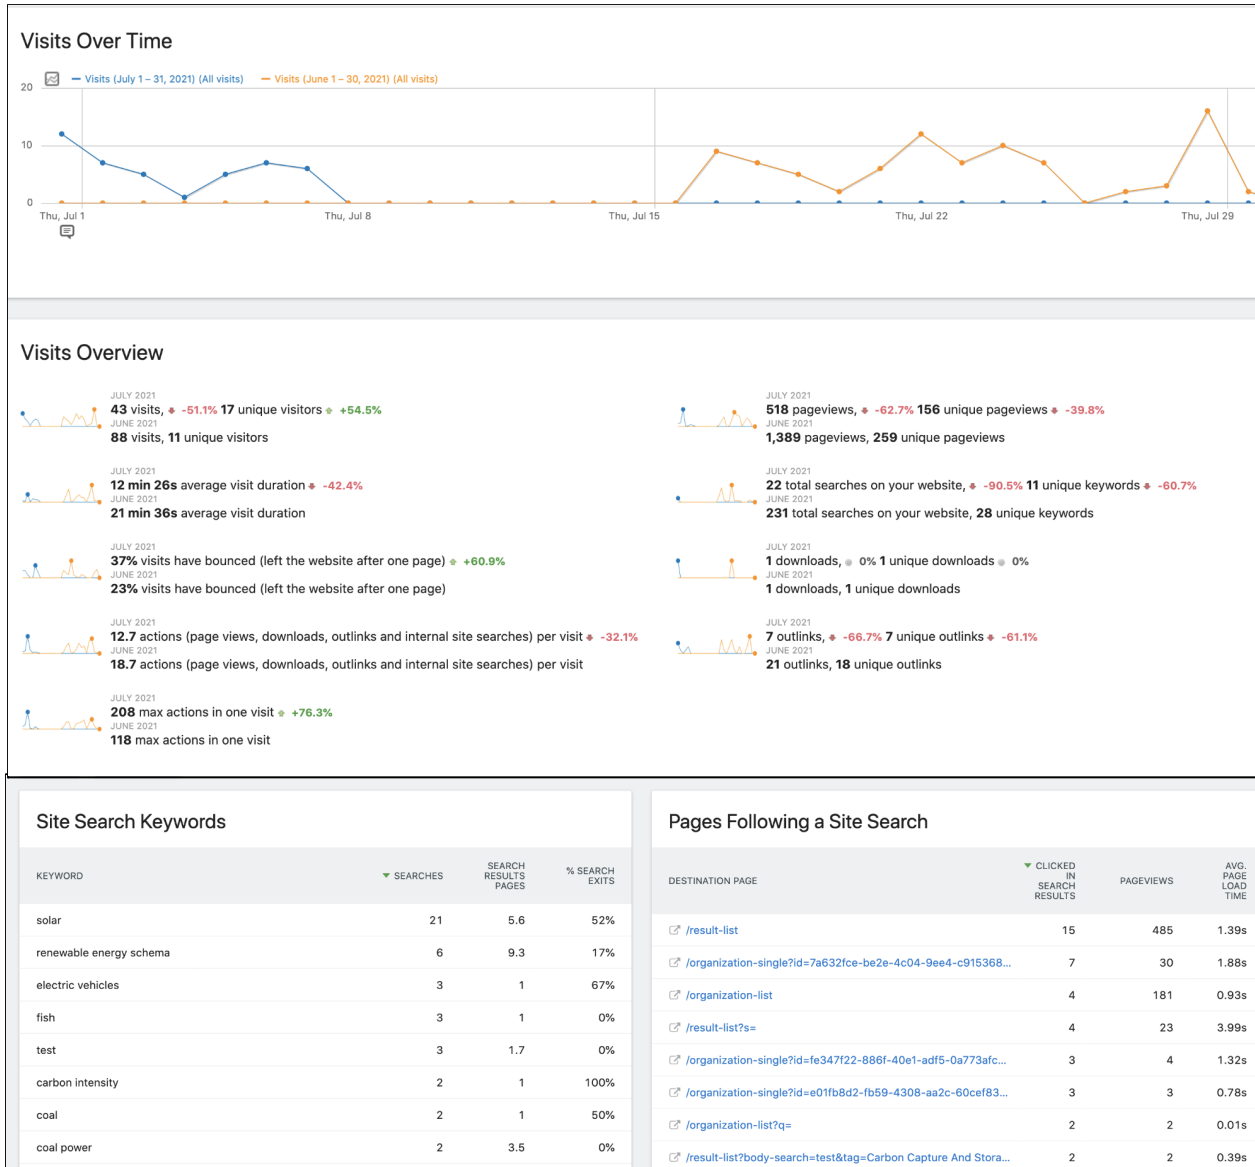 Visits Over Time
Visits (July 1 – 31, 2021) (All visits) Visits (June 1 – 30, 2021) (All visits)
20
10
0
Thu, Jul 1 Thu, Jul 8 Thu, Jul 15 Thu, Jul 22 Thu, Jul 29
Visits Overview
JULY 2021
43 visits, -51.1% 17 unique visitors +54.5%
JUNE 2021
88 visits, 11 unique visitors
JULY 2021
12 min 26s average visit duration -42.4%
JUNE 2021
21 min 36s average visit duration
JULY 2021
37% visits have bounced (left the website after one page) +60.9%
JUNE 2021
23% visits have bounced (left the website after one page)
JULY 2021
12.7 actions (page views, downloads, outlinks and internal site searches) per visit -32.1%
JUNE 2021
18.7 actions (page views, downloads, outlinks and internal site searches) per visit
JULY 2021
208 max actions in one visit +76.3%
JUNE 2021
118 max actions in one visit
JULY 2021
518 pageviews, -62.7% 156 unique pageviews -39.8%
JUNE 2021
1,389 pageviews, 259 unique pageviews
JULY 2021
22 total searches on your website, -90.5% 11 unique keywords -60.7%
JUNE 2021
231 total searches on your website, 28 unique keywords
JULY 2021
1 downloads, 0% 1 unique downloads 0%
JUNE 2021
1 downloads, 1 unique downloads
JULY 2021
7 outlinks, -66.7% 7 unique outlinks -61.1%
JUNE 2021
21 outlinks, 18 unique outlinks
Site Search Keywords
KEYWORD SEARCHES SEARCH RESULTS PAGES % SEARCH EXITS
solar 21 5.6 52%
renewable energy schema 6 9.3 17%
electric vehicles 3 1 67%
fish 3 1 0%
test 3 1.7 0%
carbon intensity 2 1 100%
coal 2 1 50%
coal power 2 3.5 0%
Pages Following a Site Search
DESTINATION PAGE CLICKED IN SEARCH RESULTS PAGEVIEWS AVG. PAGE LOAD TIME
/result-list 15 485 1.39s
/organization-single?id=7a632fce-be2e-4c04-9ee4-c915368... 7 30 1.88s
/organization-list 4 181 0.93s
/result-list?s= 4 23 3.99s
/organization-single?id=fe347f22-886f-40e1-adf5-0a773afc... 3 4 1.32s
/organization-single?id=e01fb8d2-fb59-4308-aa2c-60cef83... 3 3 0.78s
/organization-list?q= 2 2 0.01s
/result-list?body-search=test&tag=Carbon Capture And Stora... 2 2 0.39s